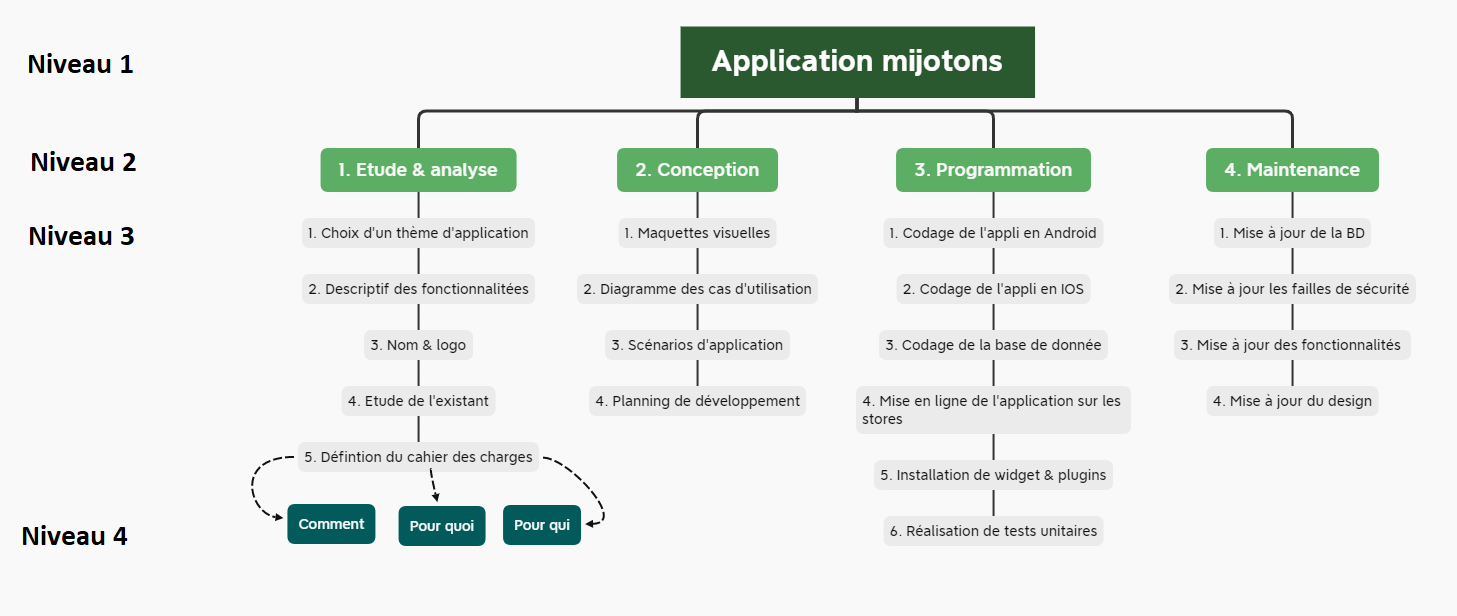 Niveau 1
Application mijotons
Niveau 2
1. Etude & analyse
2. Conception
3. Programmation
4. Maintenance
Niveau 3
1. Choix d'un thème d'application
2. Descriptif des fonctionnalitées
3. Nom & logo
4. Etude de l'existant
5. Défintion du cahier des charges
1. Maquettes visuelles
2. Diagramme des cas d'utilisation
3. Scénarios d'application
4. Planning de développement
1. Codage de l'appli en Android
2. Codage de l'appli en IOS
3. Codage de la base de donnée
4. Mise en ligne de l'application sur les
stores
5. Installation de widget & plugins
6. Réalisation de tests unitaires
1. Mise à jour de la BD
2. Mise à jour les failles de sécurité
3. Mise à jour des fonctionnalités
4. Mise à jour du design
Niveau 4
Comment
Pour quoi
Pour qui